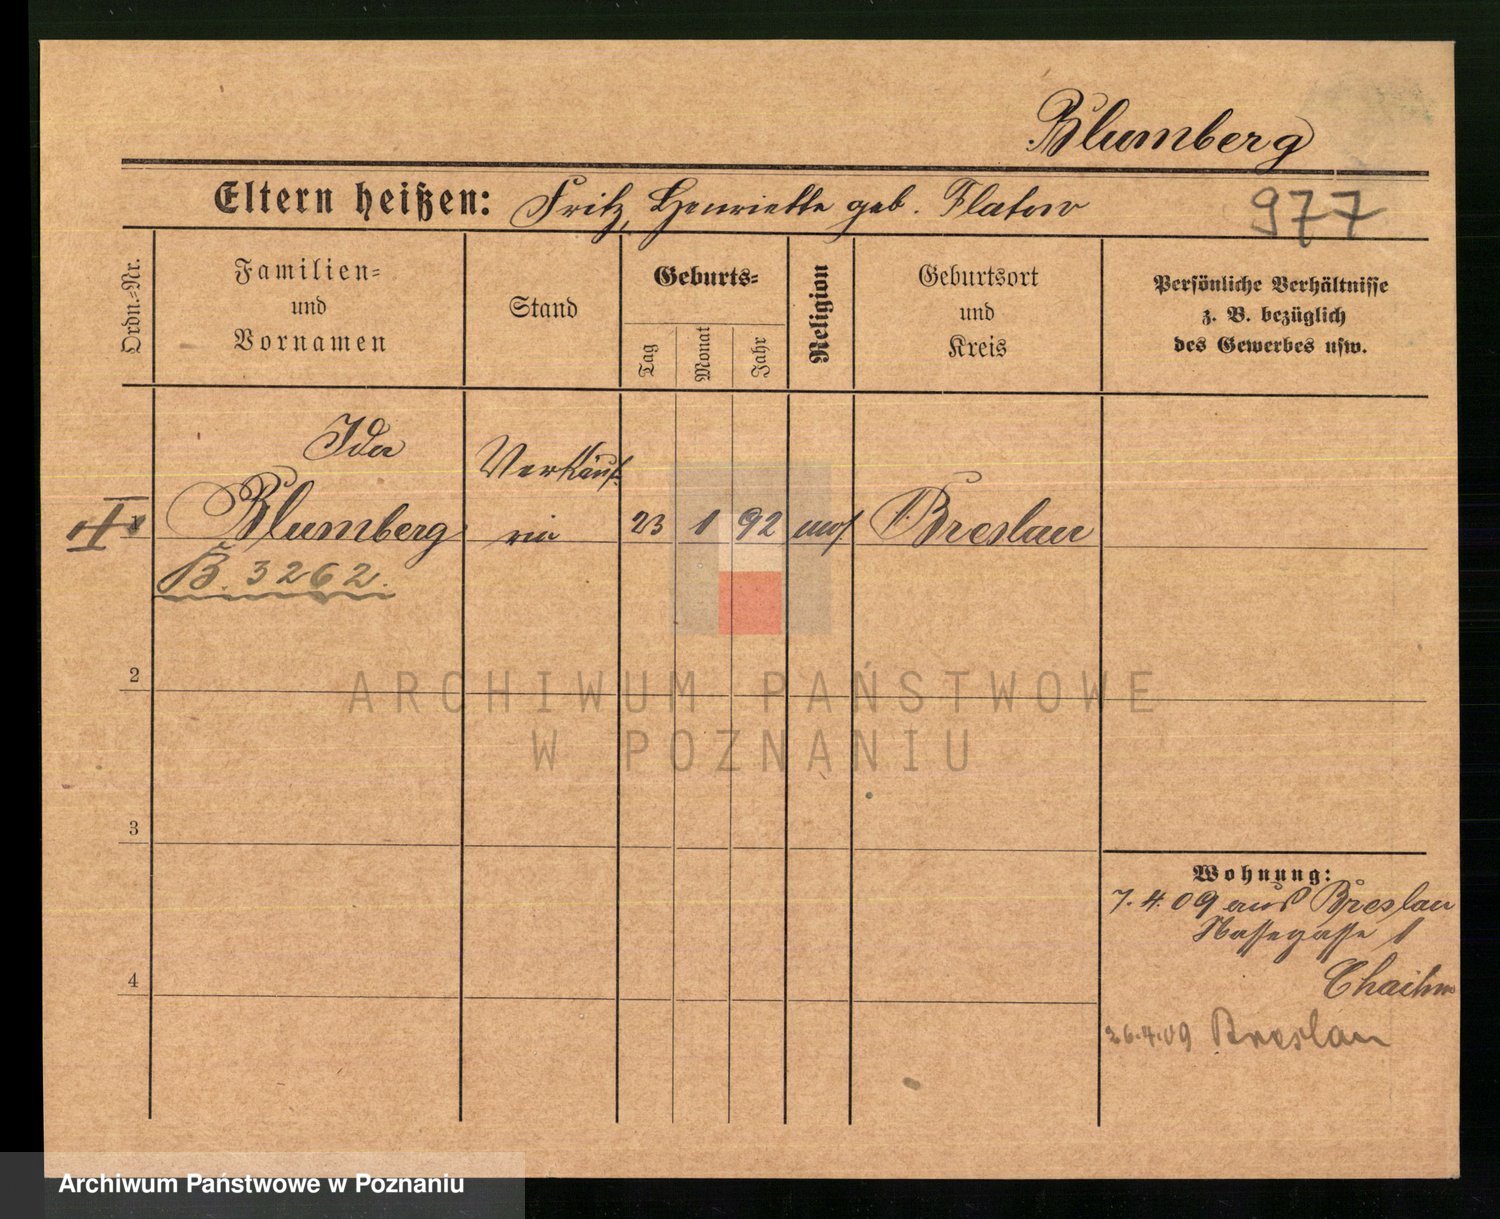 Blumberg
Eltern heißen: Fritz, Henriette geb. Flatow
977
Ordn.-Nr.
Familien-
und
Vornamen
Stand
Geburts-
Tag
Monat
Jahr
Religion
Geburtsort
und
Kreis
Persönliche Verhältnisse
z. B. bezüglich
des Gewerbes usw.
Ida
Verkäuf-
Blumberg
rin
23 1 92 mos Breslau
B. 3262.
2
3
4
Wohnung:
7.4.09 aus Breslau
1
26.4.09 Breslau
ARCHIWUM PAŃSTWOWE
W POZNANIU
Archiwum Państwowe w Poznaniu